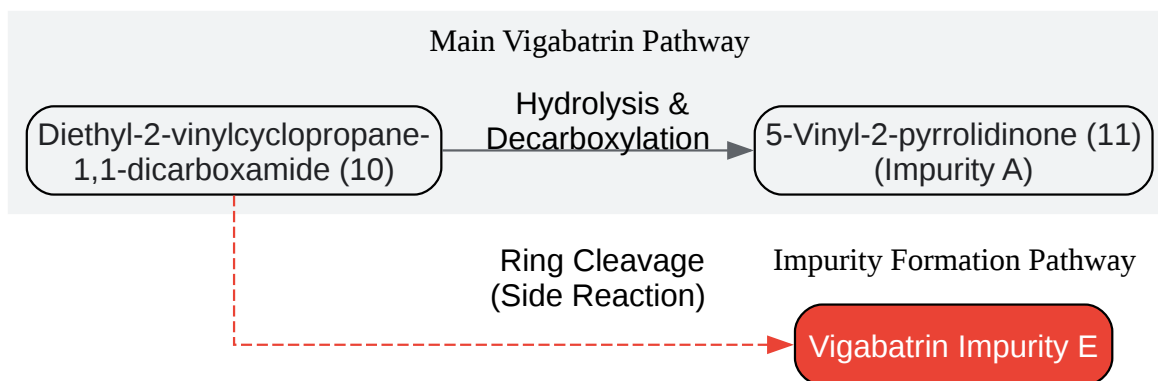 Main Vigabatrin Pathway
Diethyl-2-vinylcyclopropane-
1,1-dicarboxamide (10)
Hydrolysis &
Decarboxylation
5-Vinyl-2-pyrrolidinone (11)
(Impurity A)
Ring Cleavage
(Side Reaction)
Impurity Formation Pathway
Vigabatrin Impurity E